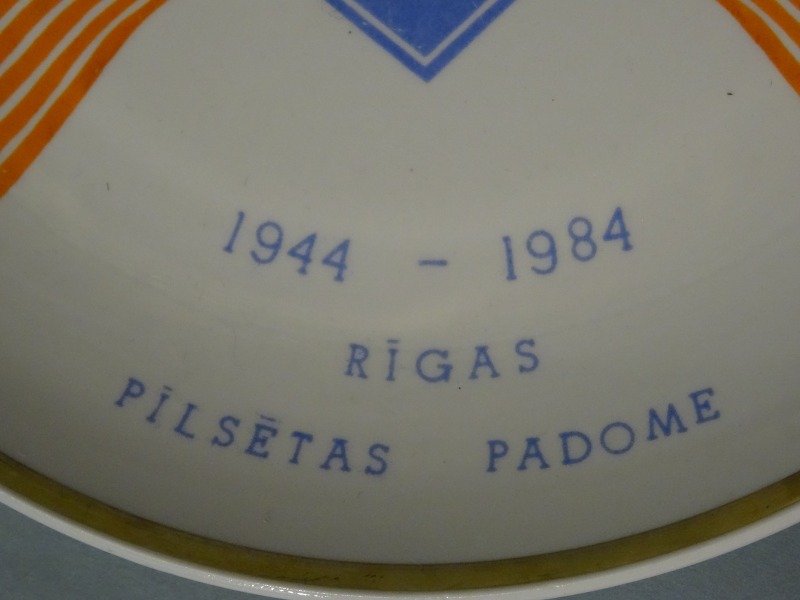 1944 - 1984
RĪGAS
PĪLSĒTAS PADOME